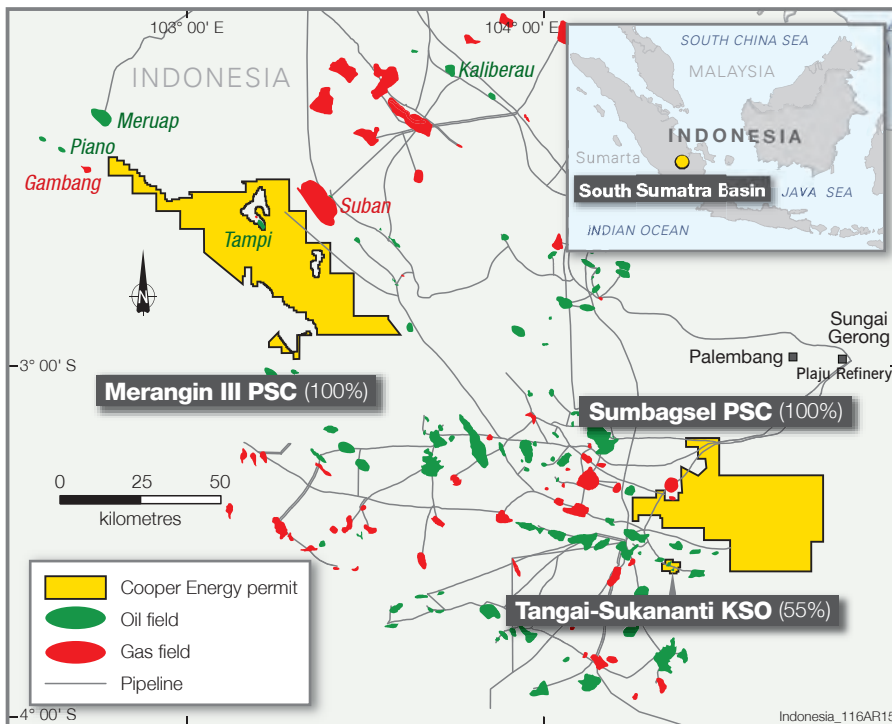 103° 00' E
104° 00' E
INDONESIA
Kaliberau
Meruap
Piano
Gambang
Suban
Tampi
SOUTH CHINA SEA
MALAYSIA
INDONESIA
Sumarta
South Sumatra Basin
JAVA SEA
INDIAN OCEAN
N
Sungai
Gerong
Palembang
Plaju Refinery
3° 00' S
Merangin III PSC (100%)
Sumbagsel PSC (100%)
0 25 50
kilometres
Cooper Energy permit
Oil field
Gas field
Pipeline
Tangai-Sukananti KSO (55%)
4° 00' S
Indonesia_116AR15